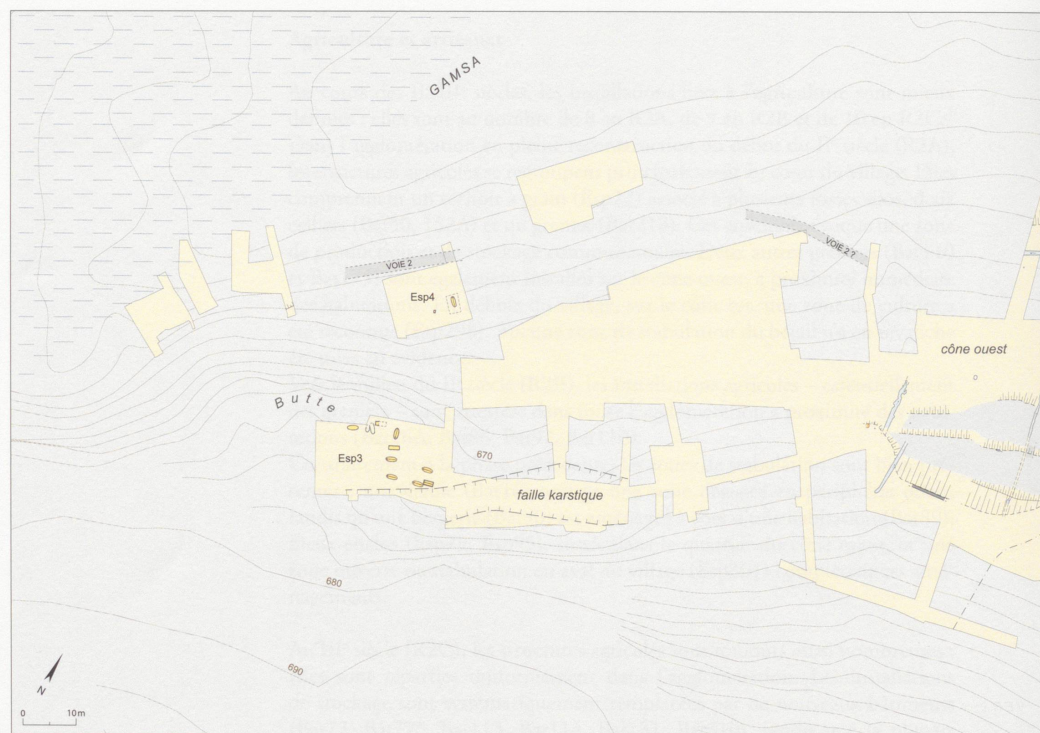 GAMSA
VOIE 2
VOIE 2 ?
Esp4
cône ouest
Butte
Esp3
670
faille karstique
680
690
N
0 10m